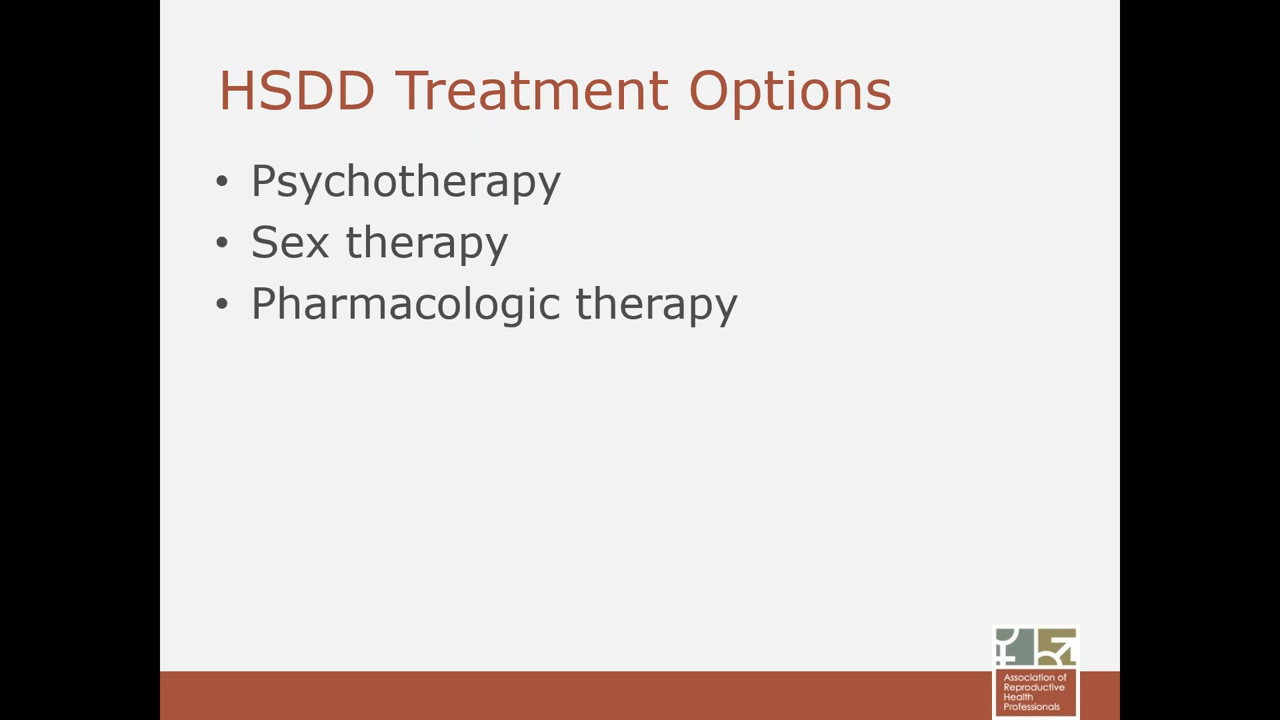 HSDD Treatment Options
• Psychotherapy
• Sex therapy
• Pharmacologic therapy
Association of
Reproductive
Health
Professionals